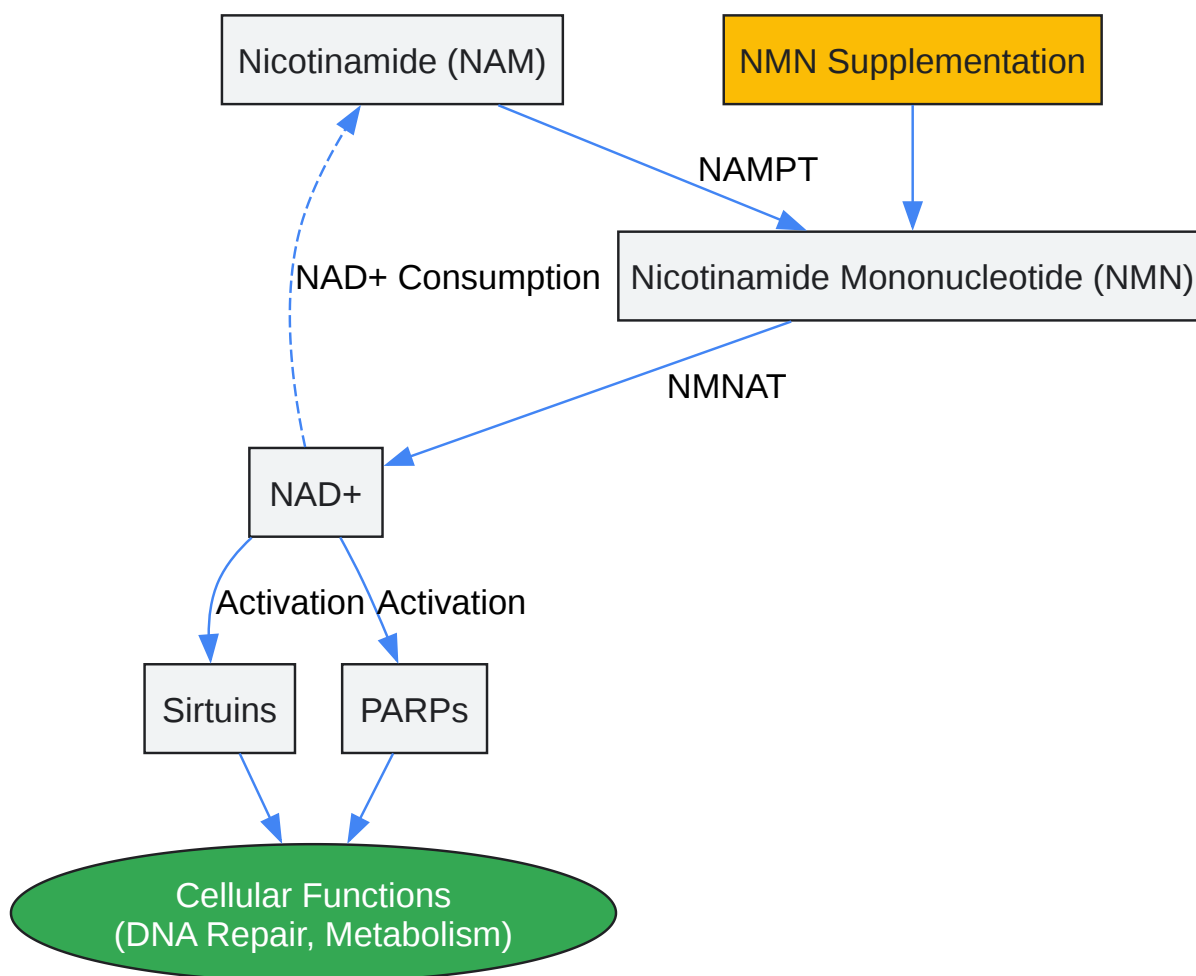 Nicotinamide (NAM)
NMN Supplementation
NAMPT
NAD+ Consumption
Nicotinamide Mononucleotide (NMN)
NMNAT
NAD+
Activation
Activation
Sirtuins
PARPs
Cellular Functions
(DNA Repair, Metabolism)